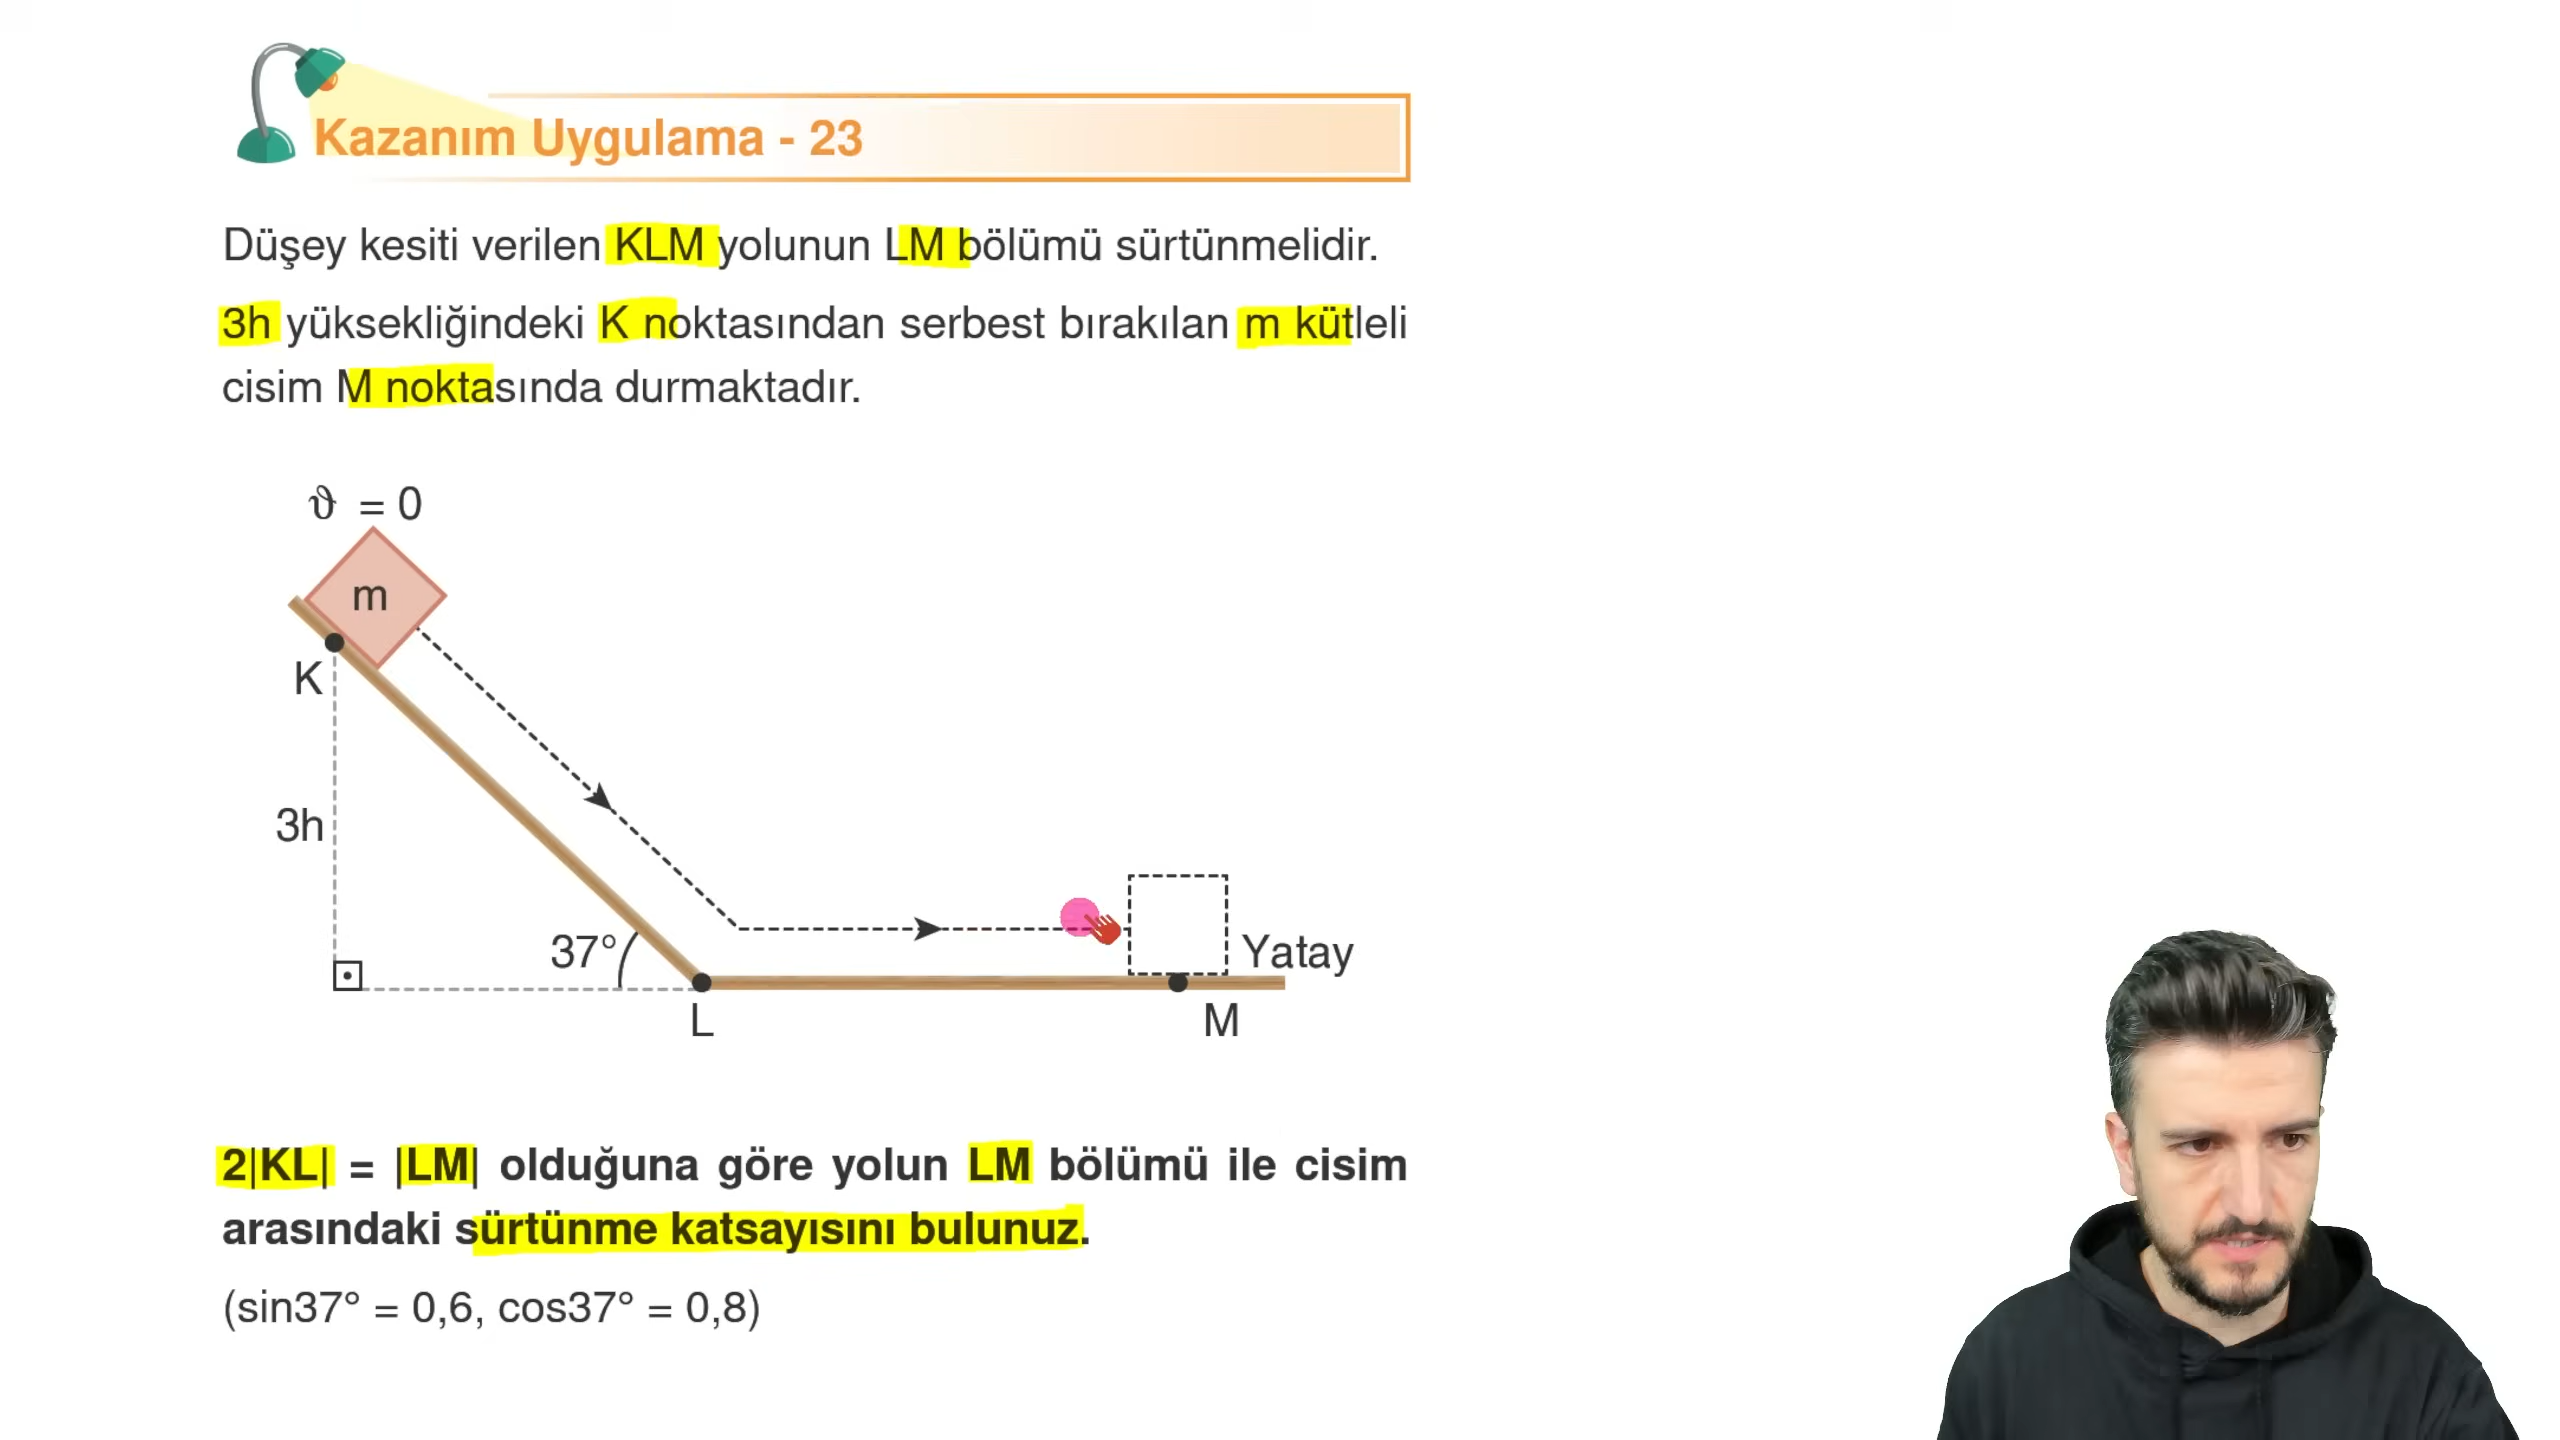 Kazanım Uygulama - 23
Düşey kesiti verilen KLM yolunun LM bölümü sürtünmelidir.
3h yüksekliğindeki K noktasından serbest bırakılan m kütleli
cisim M noktasında durmaktadır.
ϑ = 0
m
K
3h
37°
Yatay
L
M
2|KL| = |LM| olduğuna göre yolun LM bölümü ile cisim
arasındaki sürtünme katsayısını bulunuz.
(sin37° = 0,6, cos37° = 0,8)